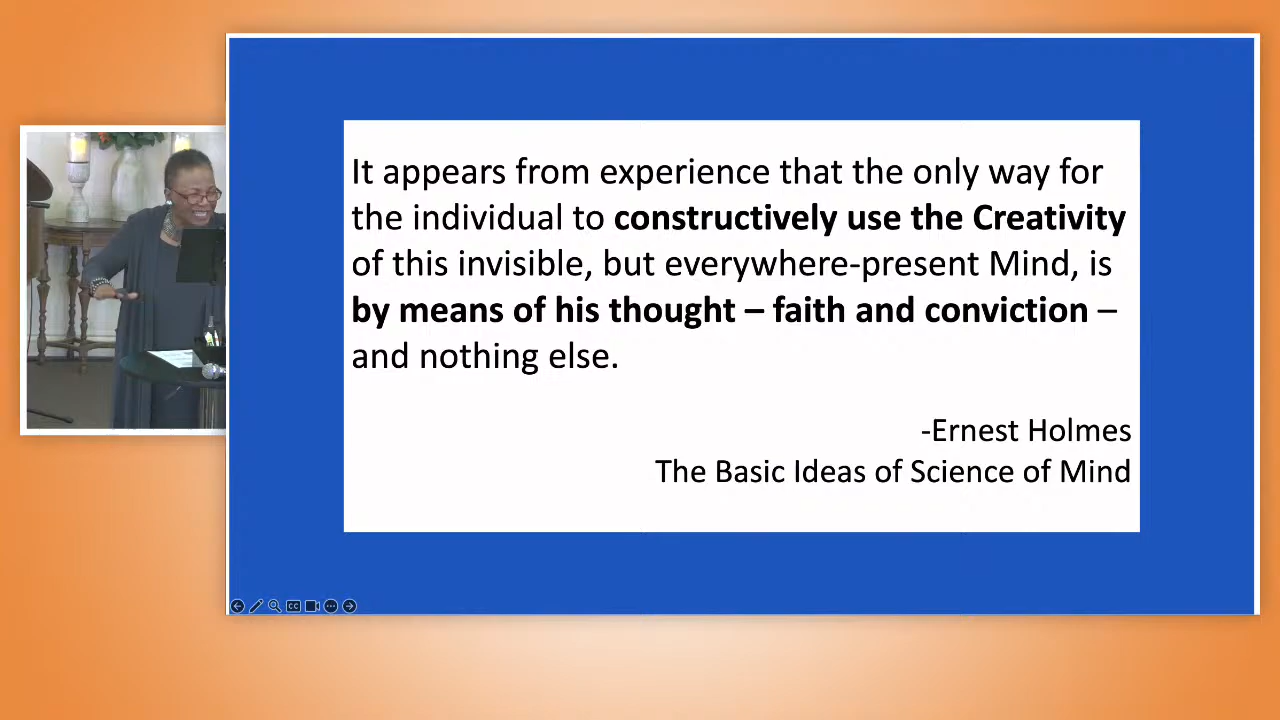 It appears from experience that the only way for
the individual to constructively use the Creativity
of this invisible, but everywhere-present Mind, is
by means of his thought – faith and conviction –
and nothing else.
-Ernest Holmes
The Basic Ideas of Science of Mind